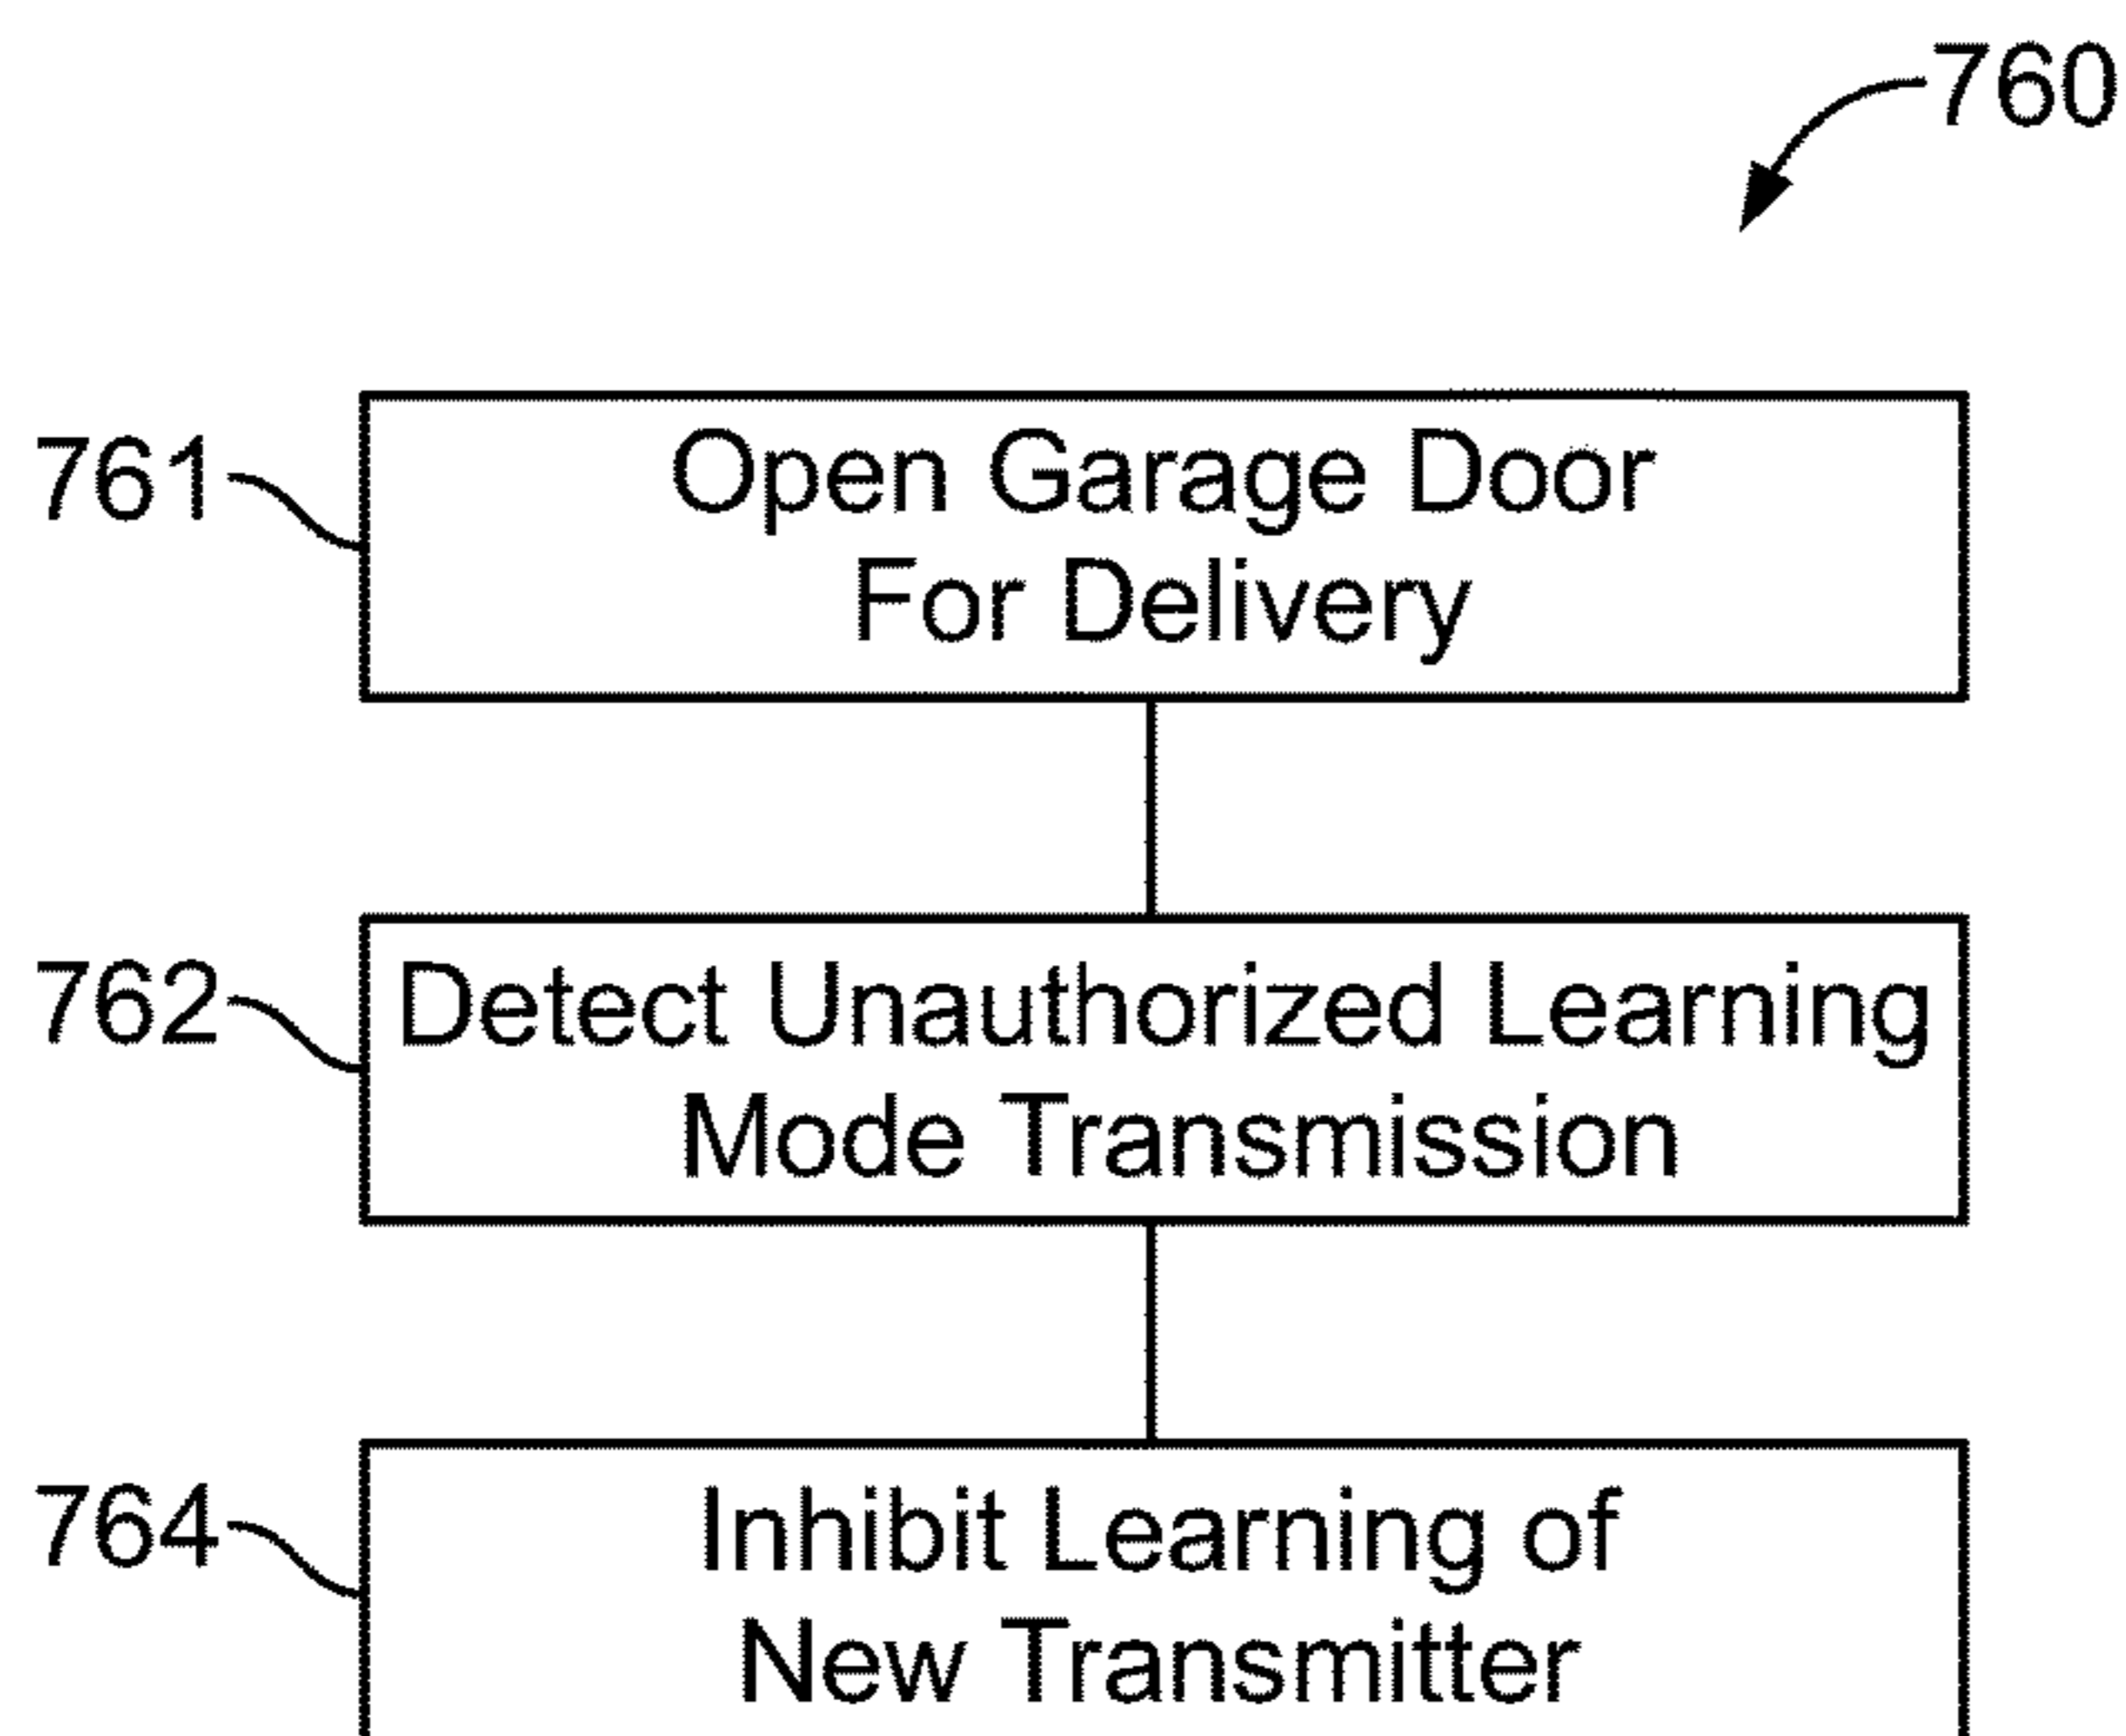 760
761
Open Garage Door
For Delivery
762
Detect Unauthorized Learning
Mode Transmission
764
Inhibit Learning of
New Transmitter